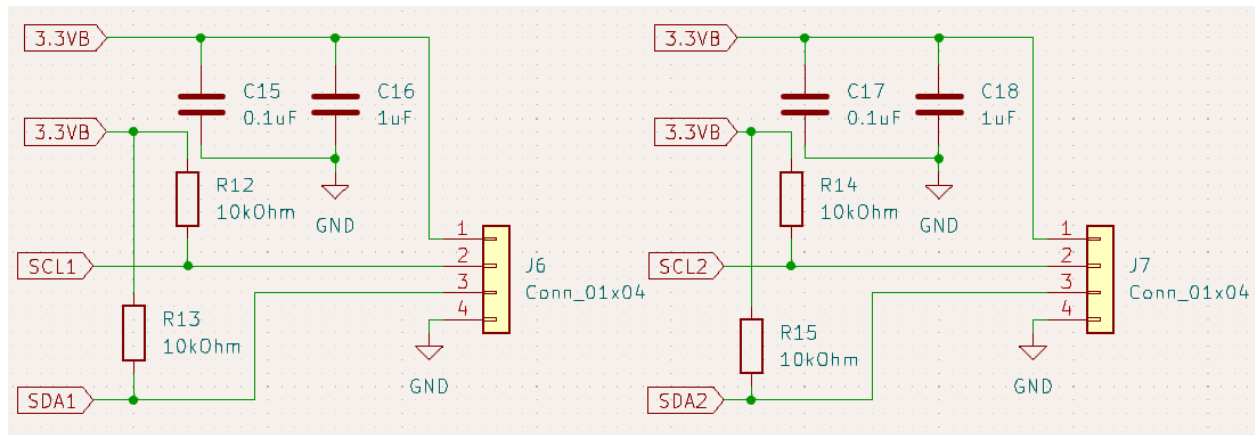 3.3VB
C15
0.1uF
C16
1uF
3.3VB
R12
10kOhm
GND
1
2
3
4
SCL1
J6
Conn_01x04
R13
10kOhm
SDA1
GND
3.3VB
C17
0.1uF
C18
1uF
3.3VB
R14
10kOhm
GND
1
2
3
4
SCL2
J7
Conn_01x04
R15
10kOhm
SDA2
GND